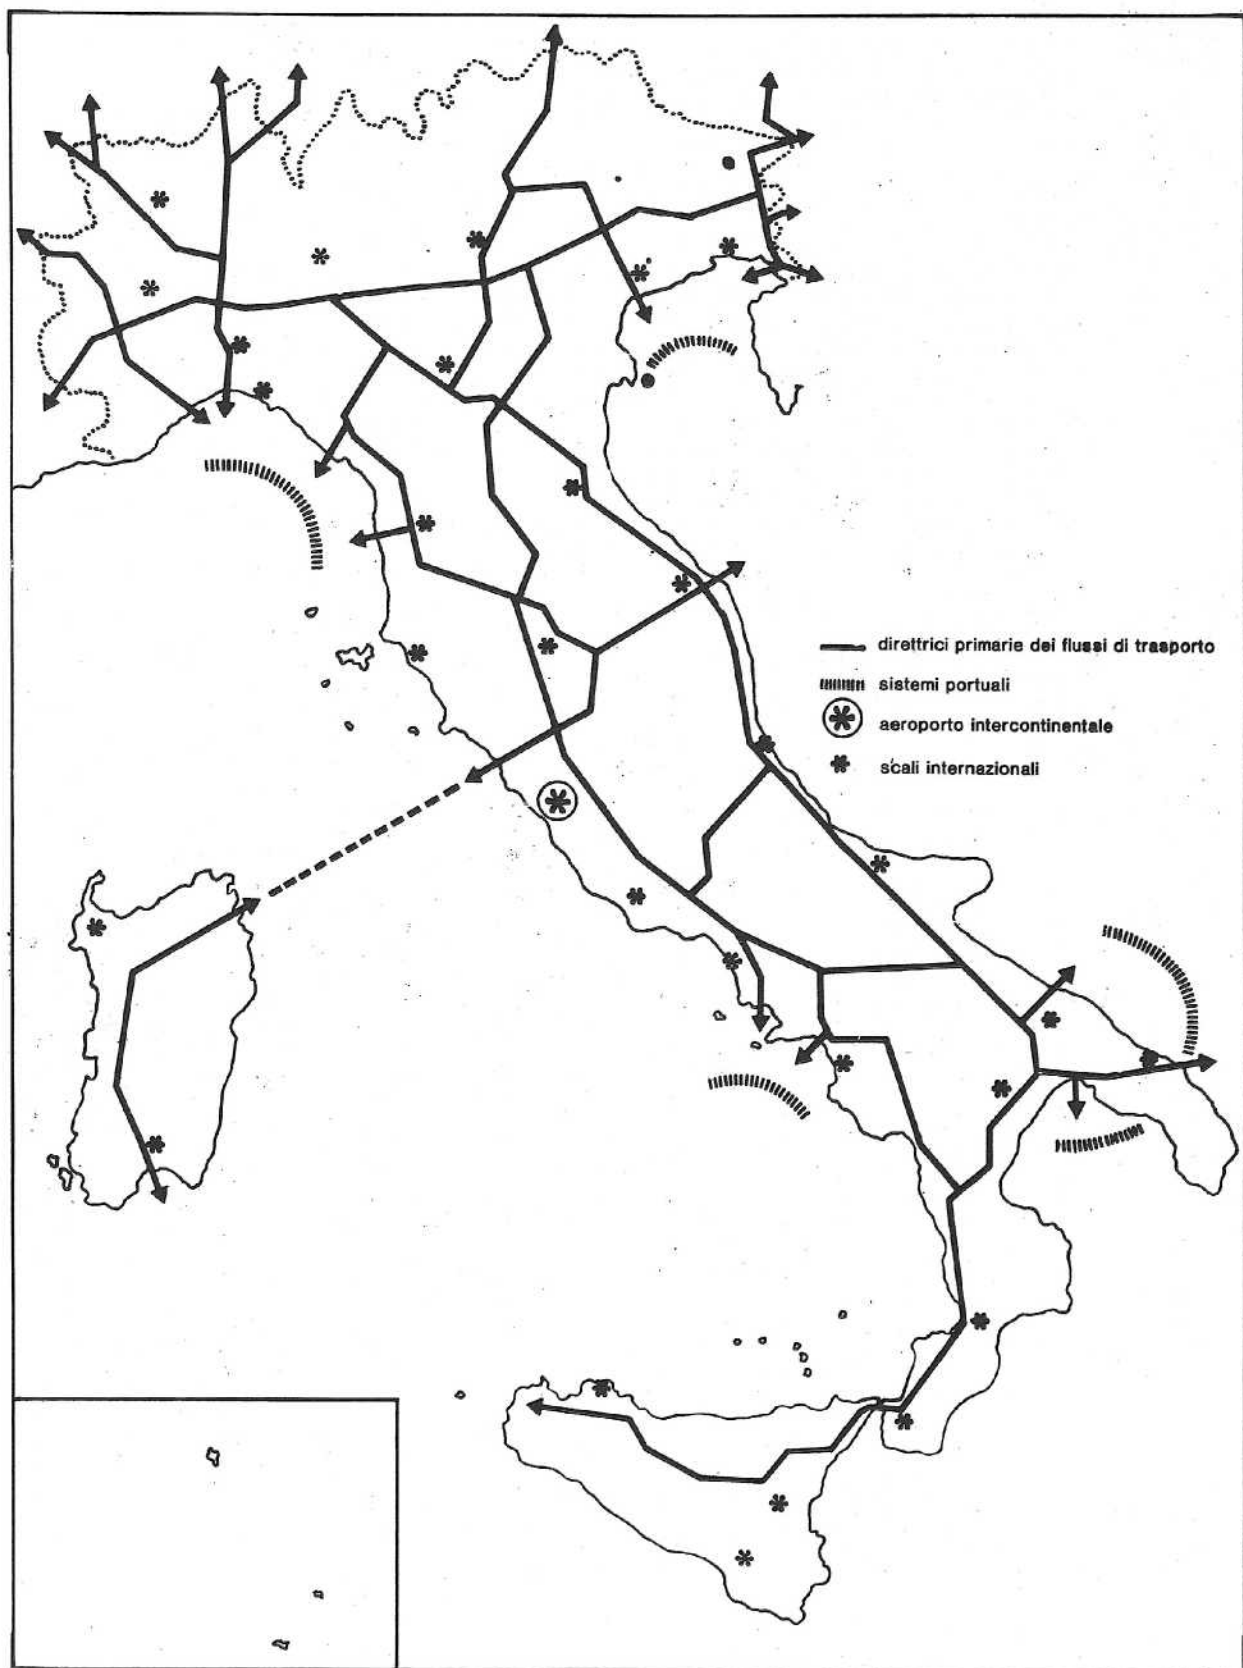 direttrici primarie dei flussi di trasporto
sistemi portuali
aeroporto intercontinentale
scali internazionali